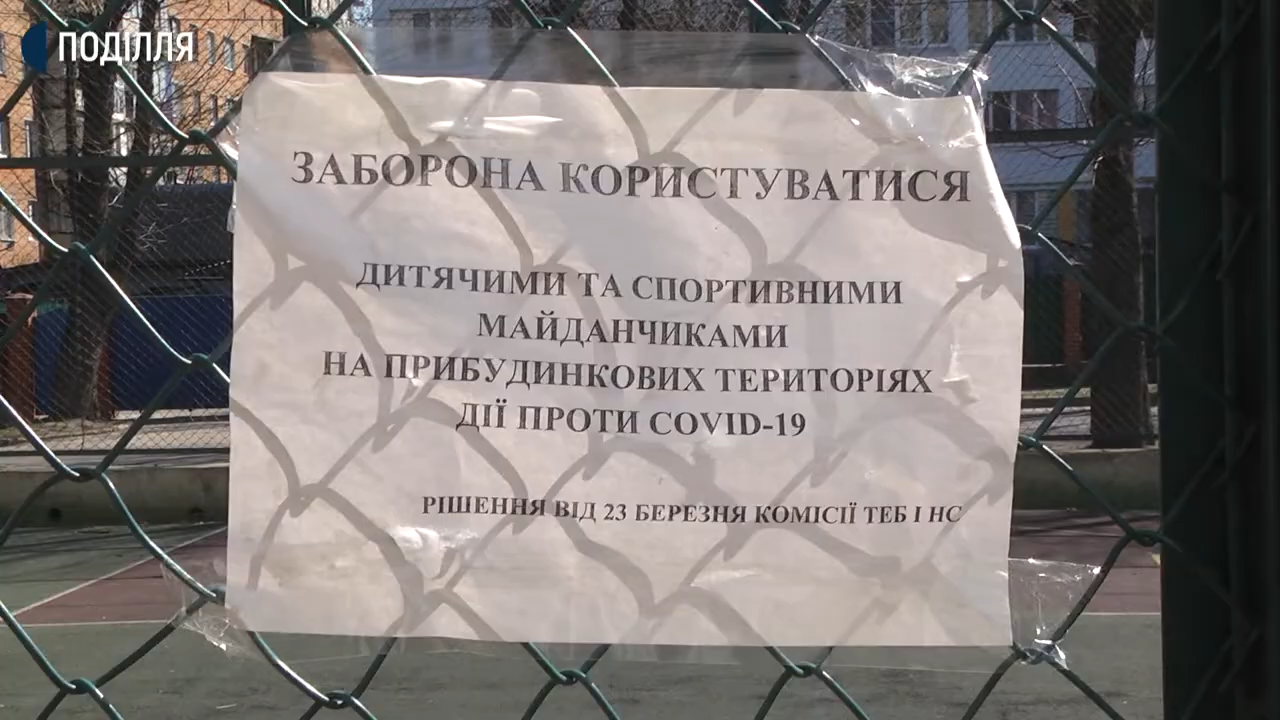 ПОДІЛЛЯ
ЗАБОРОНА КОРИСТУВАТИСЯ
ДИТЯЧИМИ ТА СПОРТИВНИМИ
МАЙДАНЧИКАМИ
НА ПРИБУДИНКОВИХ ТЕРИТОРІЯХ
ДІЇ ПРОТИ COVID-19
РІШЕННЯ ВІД 23 БЕРЕЗНЯ КОМІСІЇ ТЕБ І НС